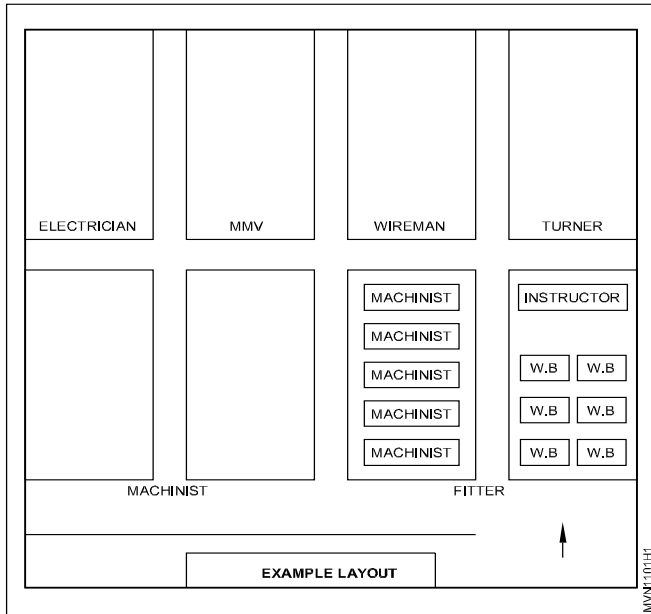 ELECTRICIAN MMV WIREMAN TURNER
MACHINIST INSTRUCTOR
MACHINIST
MACHINIST W.B W.B
MACHINIST W.B W.B
MACHINIST W.B W.B
MACHINIST FITTER
EXAMPLE LAYOUT
MVN1101H1